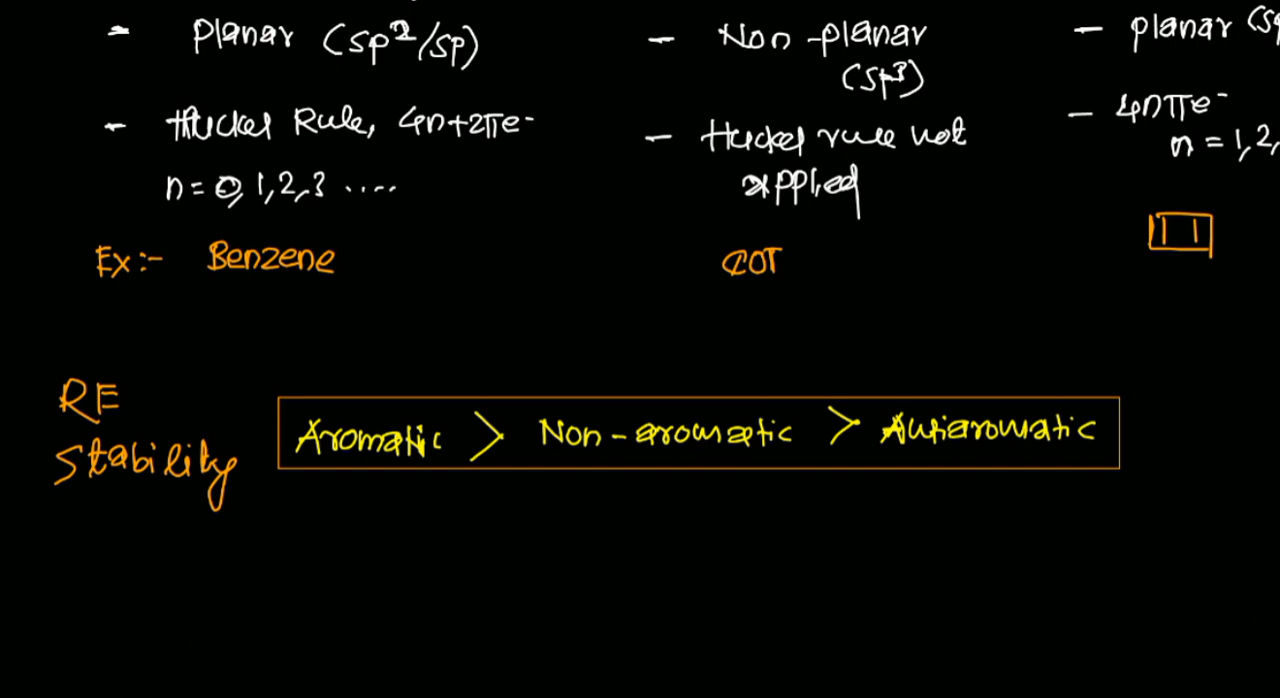 - Planar (sp²/sp)
- Non-planar
(sp³)
- planar (sp
- Huckel Rule, 4n+2πe-
n = 0, 1, 2, 3 .....
- Huckel rule not
applied
- 4nπe-
n = 1, 2,
Ex:- Benzene
COT
RE
Stability
Aromatic > Non-aromatic > Antiaromatic